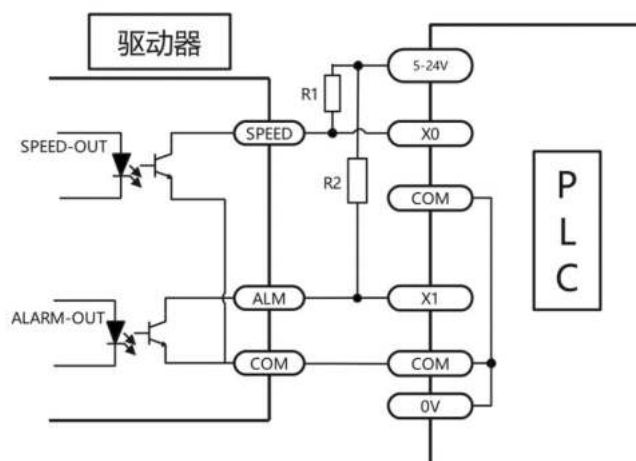 驱动器
5-24V
R1
SPEED
X0
SPEED-OUT
R2
COM
PLC
ALM
X1
ALARM-OUT
COM
COM
0V